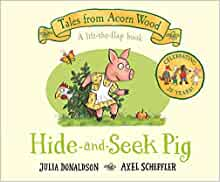 Tales from Acorn Wood
A lift-the-flap book
CELEBRATING
20 YEARS!
Hide-and-Seek Pig
JULIA DONALDSON AXEL SCHEFFLER